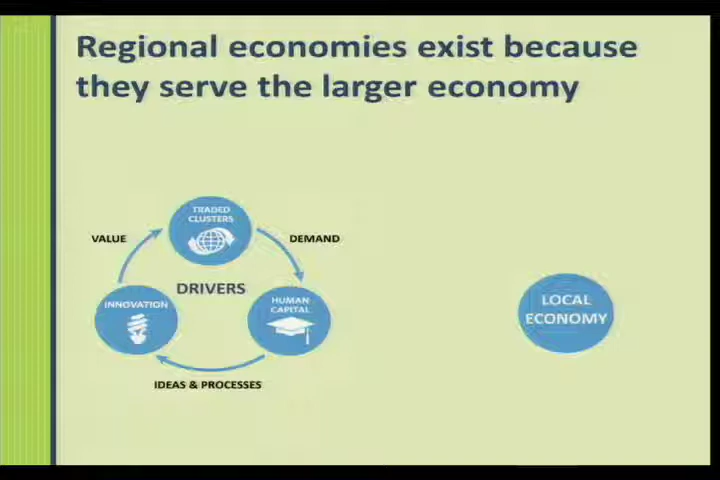 Regional economies exist because
they serve the larger economy
TRADED
CLUSTERS
VALUE
DEMAND
DRIVERS
INNOVATION
HUMAN
CAPITAL
LOCAL
ECONOMY
IDEAS & PROCESSES